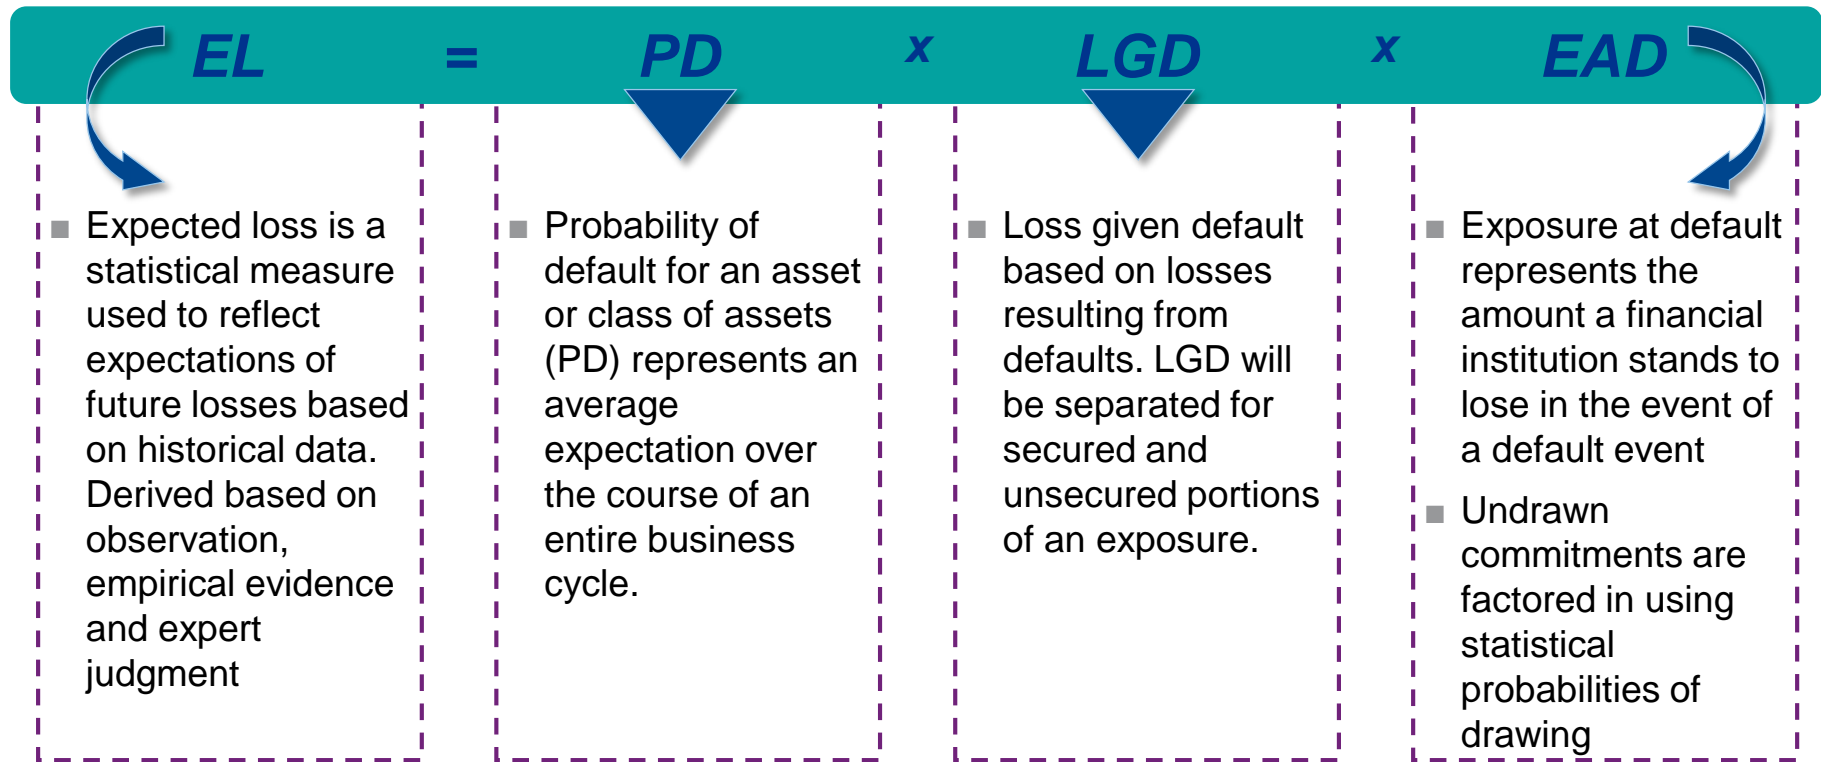 EL = PD x LGD x EAD
■ Expected loss is a
statistical measure
used to reflect
expectations of
future losses based
on historical data.
Derived based on
observation,
empirical evidence
and expert
judgment
■ Probability of
default for an asset
or class of assets
(PD) represents an
average
expectation over
the course of an
entire business
cycle.
■ Loss given default
based on losses
resulting from
defaults. LGD will
be separated for
secured and
unsecured portions
of an exposure.
■ Exposure at default
represents the
amount a financial
institution stands to
lose in the event of
a default event
■ Undrawn
commitments are
factored in using
statistical
probabilities of
drawing